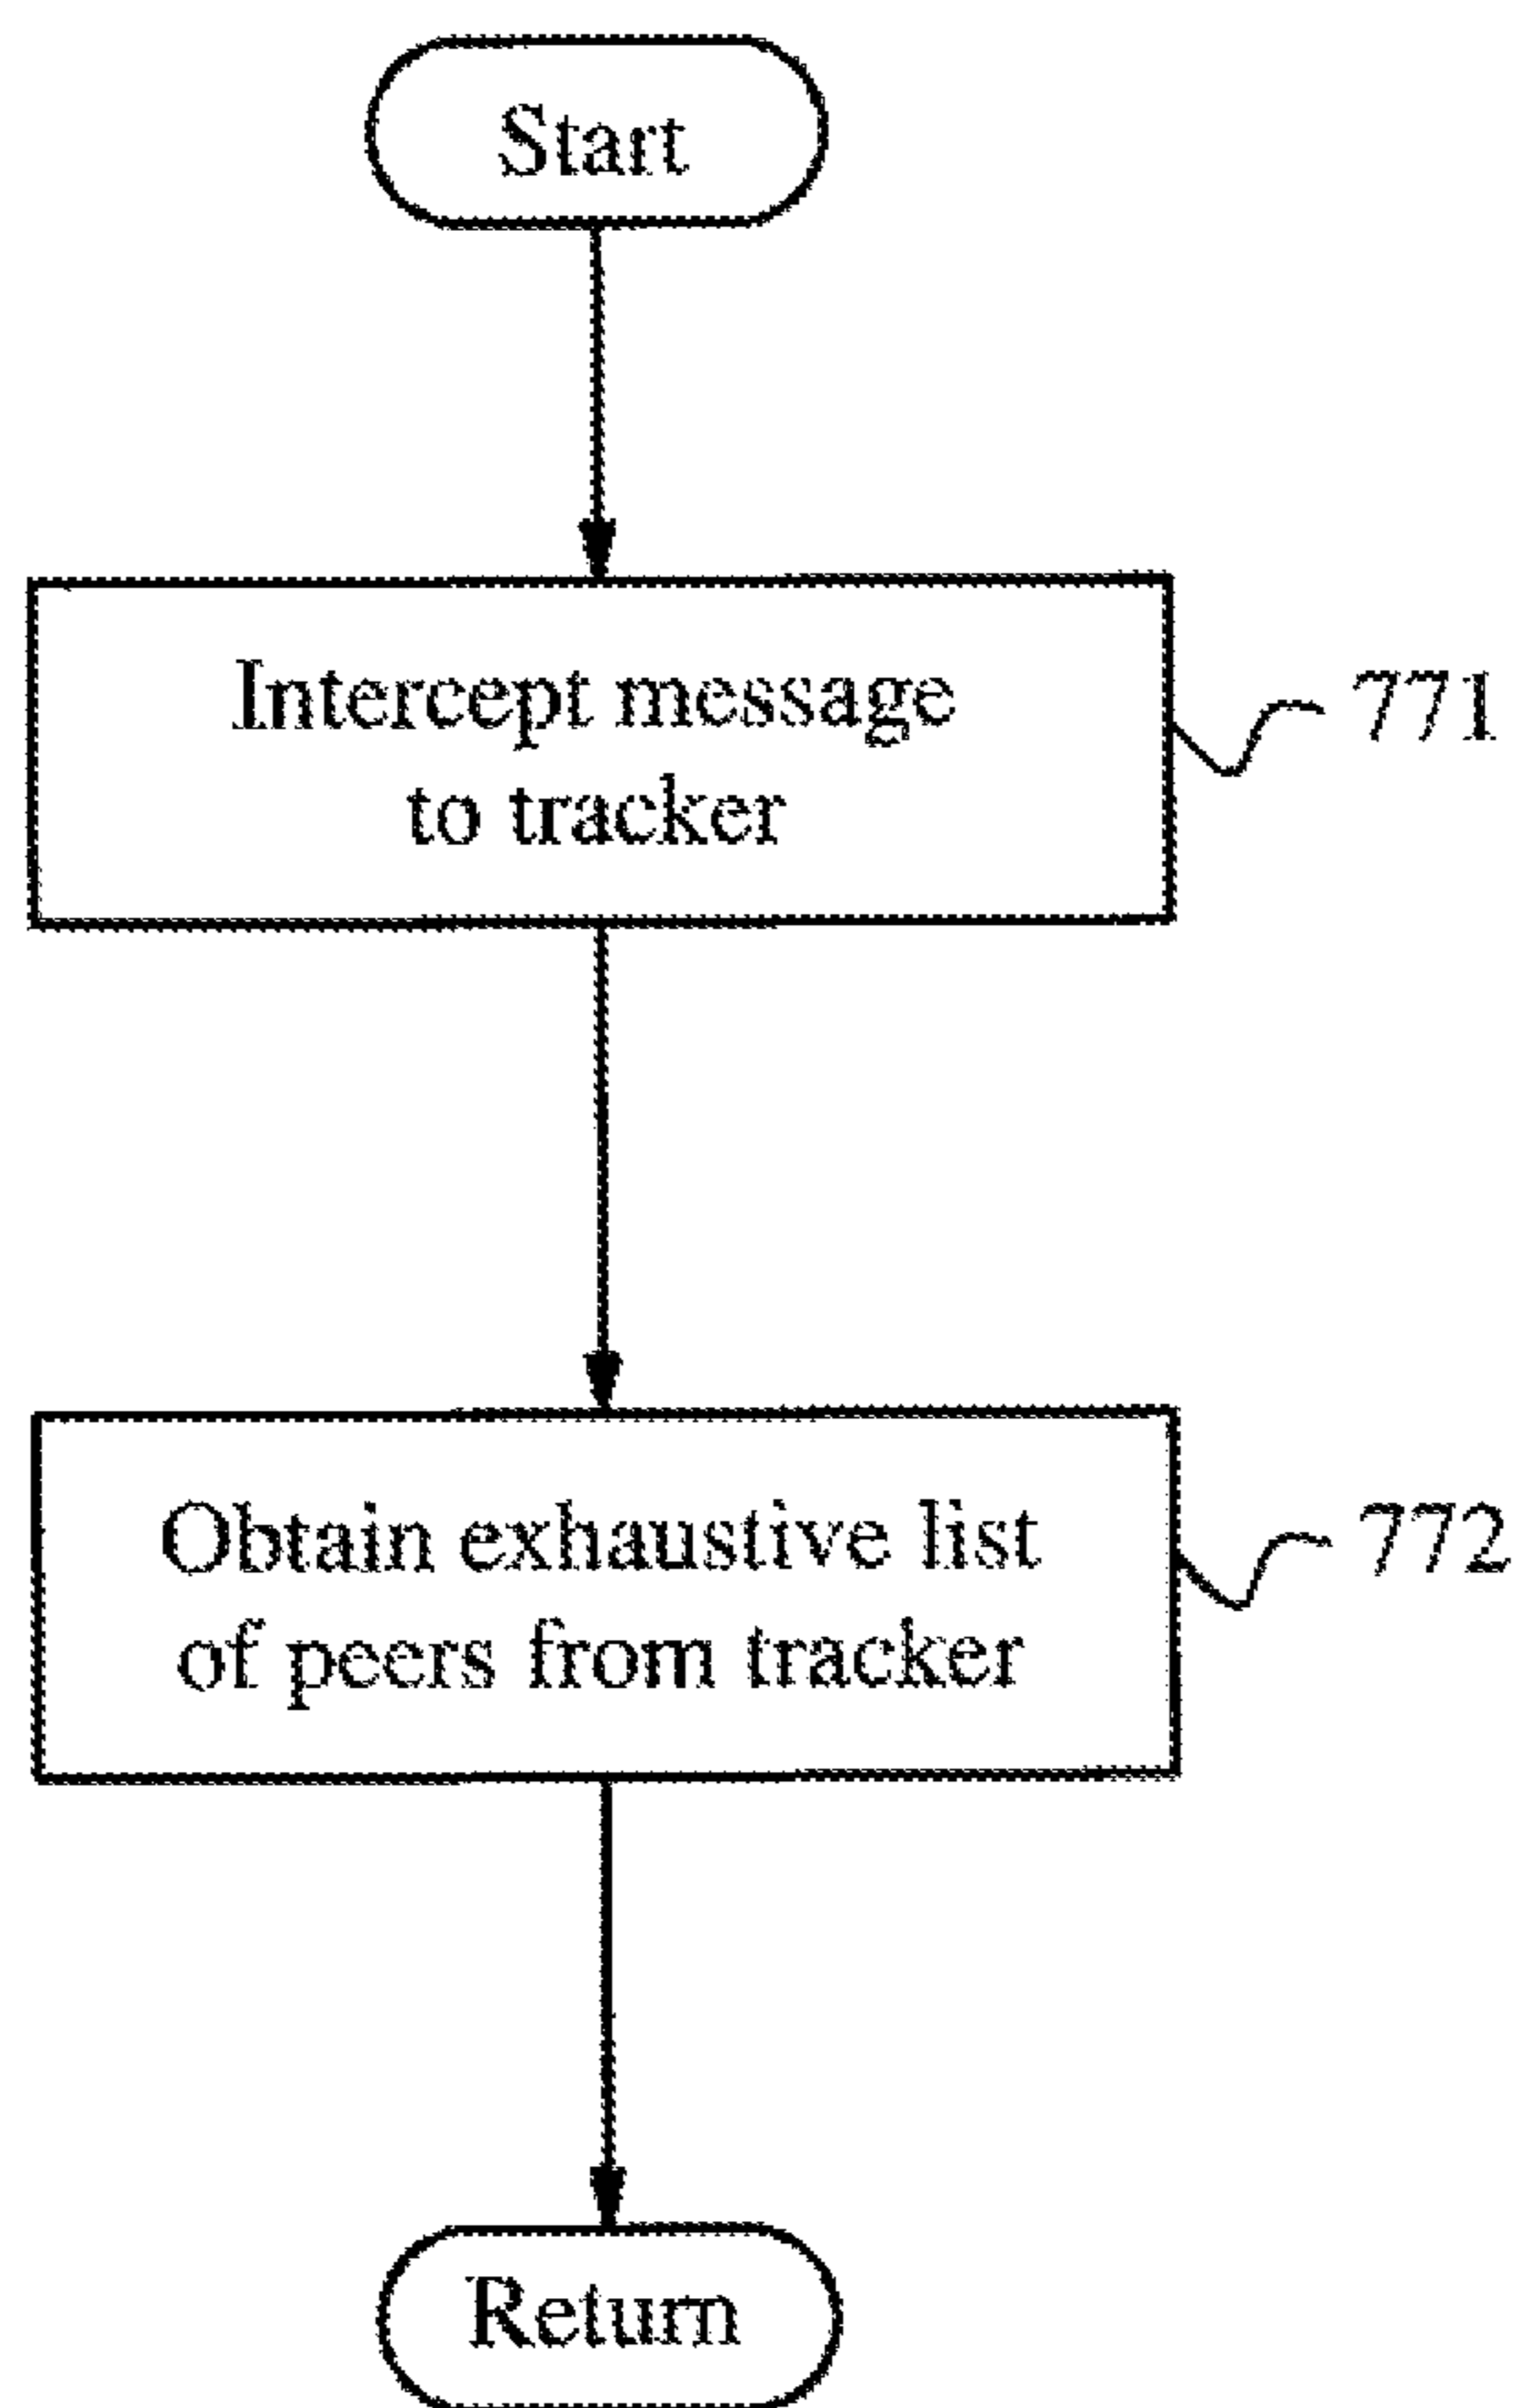 Start
Intercept message
to tracker
771
Obtain exhaustive list
of peers from tracker
772
Return